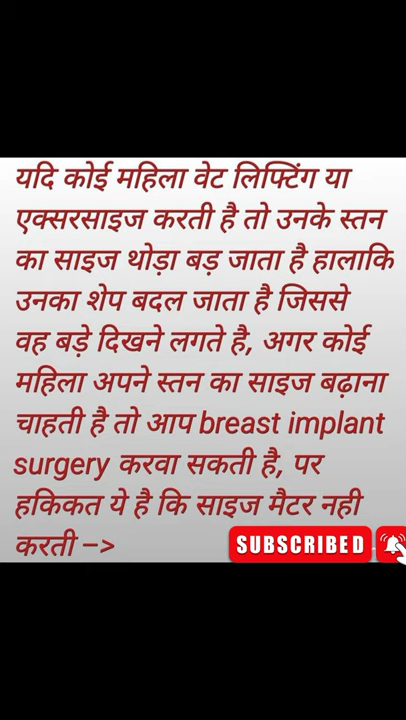 यदि कोई महिला वेट लिफ्टिंग या
एक्सरसाइज करती है तो उनके स्तन
का साइज थोड़ा बड़ जाता है हालाकि
उनका शेप बदल जाता है जिससे
वह बड़े दिखने लगते है, अगर कोई
महिला अपने स्तन का साइज बढ़ाना
चाहती है तो आप breast implant
surgery करवा सकती है, पर
हकिकत ये है कि साइज मैटर नही
करती –>
SUBSCRIBED